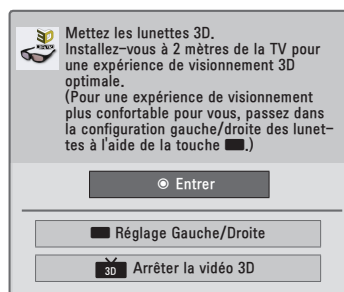 Mettez les lunettes 3D.
Installez-vous à 2 mètres de la TV pour
une expérience de visionnement 3D
optimale.
(Pour une expérience de visionnement
plus confortable pour vous, passez dans
la configuration gauche/droite des lunet-
tes à l'aide de la touche .)
Entrer
Réglage Gauche/Droite
3D Arrêter la vidéo 3D